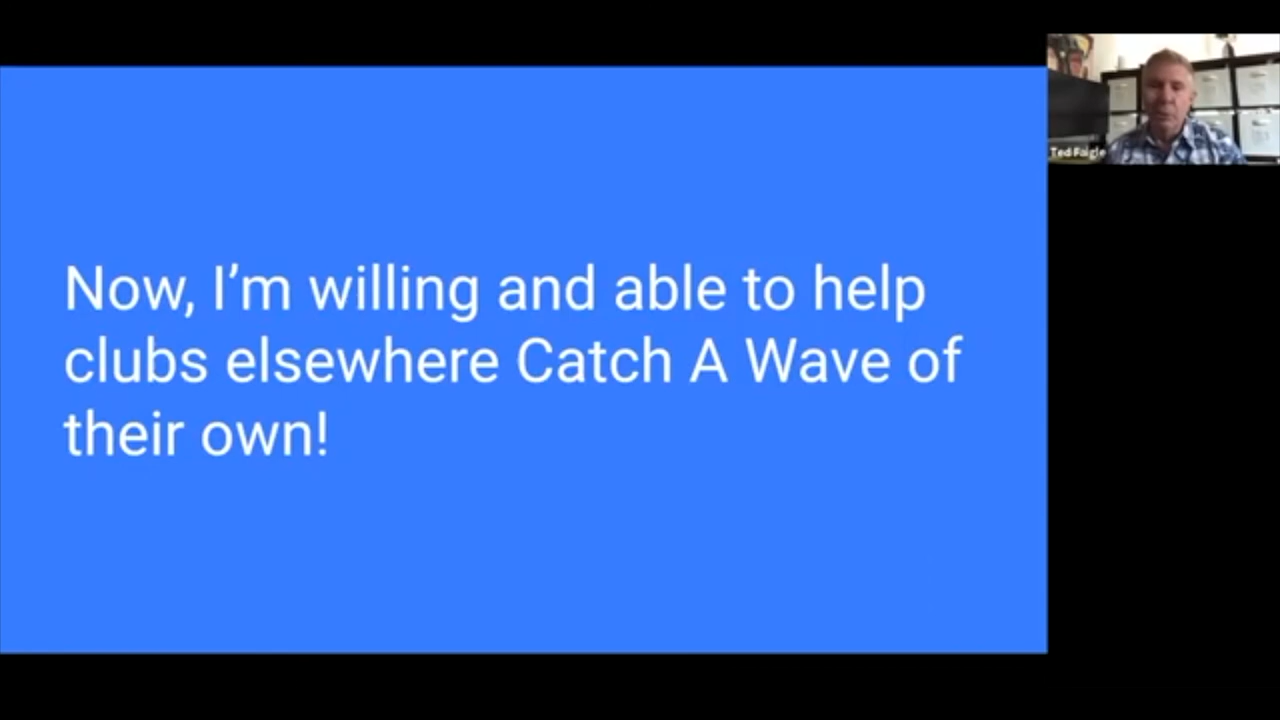 Now, I’m willing and able to help
clubs elsewhere Catch A Wave of
their own!
Ted Faigle